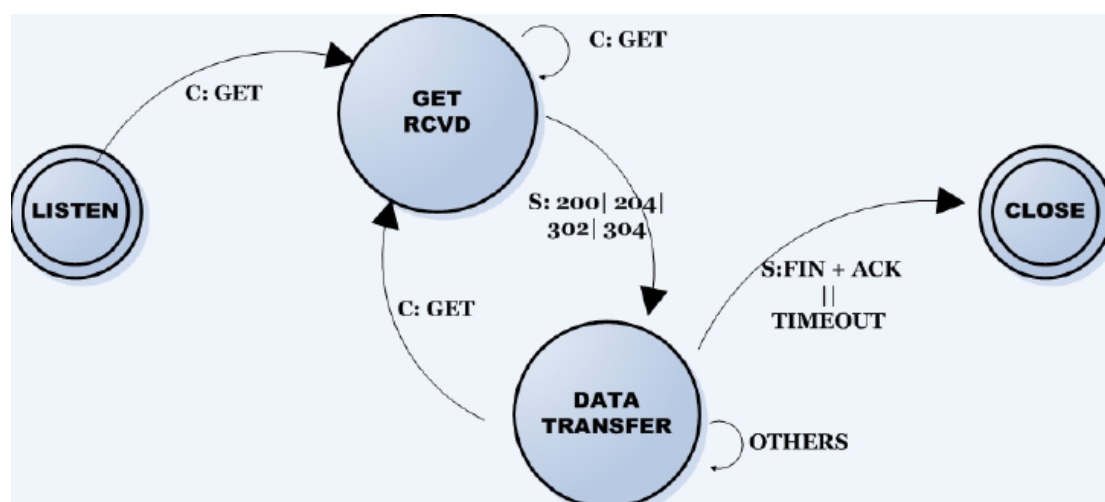 C: GET
GET
RCVD
C: GET
LISTEN
S: 200| 204|
302| 304
CLOSE
C: GET
S:FIN + ACK
||
TIMEOUT
DATA
TRANSFER
OTHERS